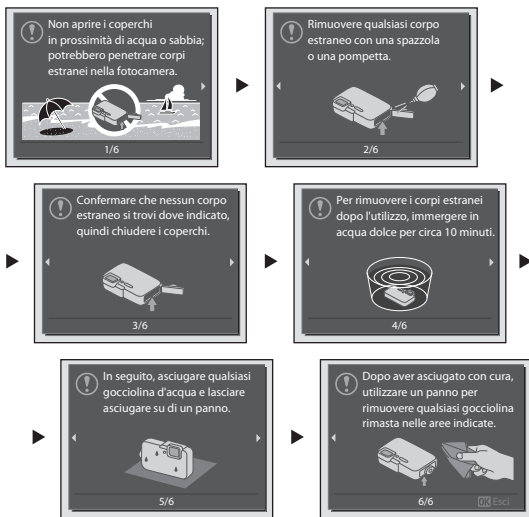 Non aprire i coperchi
in prossimità di acqua o sabbia;
potrebbero penetrare corpi
estranei nella fotocamera.
1/6
Rimuovere qualsiasi corpo
estraneo con una spazzola
o una pompetta.
2/6
Confermare che nessun corpo
estraneo si trovi dove indicato,
quindi chiudere i coperchi.
3/6
Per rimuovere i corpi estranei
dopo l'utilizzo, immergere in
acqua dolce per circa 10 minuti.
4/6
In seguito, asciugare qualsiasi
gocciolina d'acqua e lasciare
asciugare su di un panno.
5/6
Dopo aver asciugato con cura,
utilizzare un panno per
rimuovere qualsiasi gocciolina
rimasta nelle aree indicate.
6/6
OK Esci